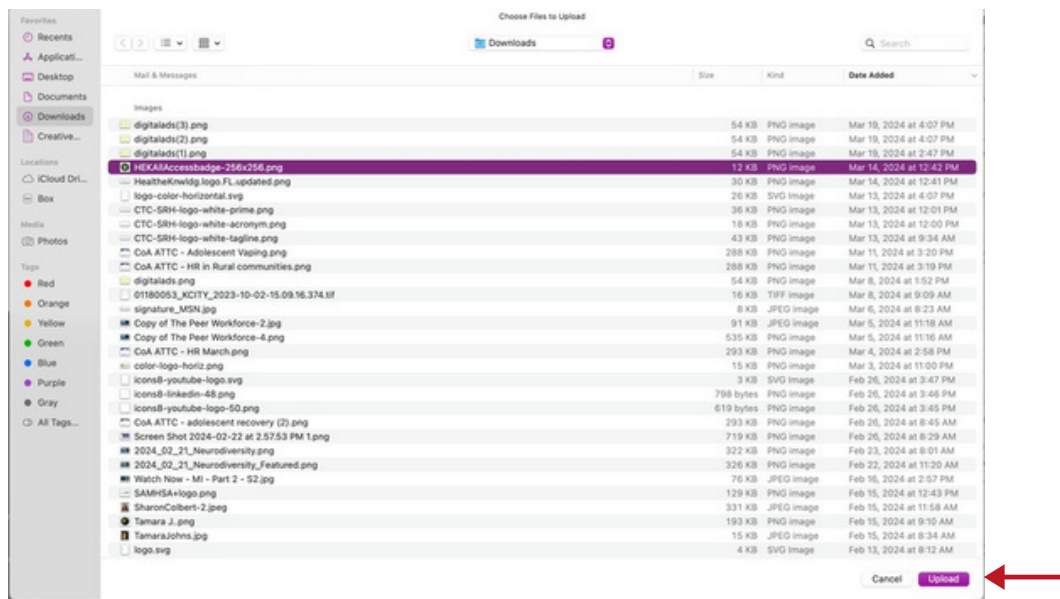 Choose Files to Upload
Favorites
Recents
Applicati...
Desktop
Documents
Downloads
Creative...
Locations
iCloud Dri...
Box
Media
Photos
Tags
Red
Orange
Yellow
Green
Blue
Purple
Gray
All Tags...
Downloads
Search
Mail & Messages Size Kind Date Added
Images
digitalads(3).png 54 KB PNG image Mar 19, 2024 at 4:07 PM
digitalads(2).png 54 KB PNG image Mar 19, 2024 at 4:07 PM
digitalads(1).png 54 KB PNG image Mar 19, 2024 at 2:47 PM
HEKAllAccessbadge-256x256.png 12 KB PNG image Mar 14, 2024 at 12:42 PM
HealtheKnwldg.logo.FL.updated.png 30 KB PNG image Mar 14, 2024 at 12:41 PM
logo-color-horizontal.svg 26 KB SVG image Mar 13, 2024 at 4:07 PM
CTC-SRH-logo-white-prime.png 36 KB PNG image Mar 13, 2024 at 12:01 PM
CTC-SRH-logo-white-acronym.png 18 KB PNG image Mar 13, 2024 at 12:00 PM
CTC-SRH-logo-white-tagline.png 43 KB PNG image Mar 13, 2024 at 9:34 AM
CoA ATTC - Adolescent Vaping.png 288 KB PNG image Mar 11, 2024 at 3:20 PM
CoA ATTC - HR in Rural communities.png 288 KB PNG image Mar 11, 2024 at 3:19 PM
digitalads.png 54 KB PNG image Mar 8, 2024 at 1:52 PM
01180053_KCITY_2023-10-02-15.09.16.374.tif 16 KB TIFF image Mar 8, 2024 at 9:09 AM
signature_MSN.jpg 8 KB JPEG image Mar 6, 2024 at 8:23 AM
Copy of The Peer Workforce-2.jpg 91 KB JPEG image Mar 5, 2024 at 11:18 AM
Copy of The Peer Workforce-4.png 535 KB PNG image Mar 5, 2024 at 11:16 AM
CoA ATTC - HR March.png 293 KB PNG image Mar 4, 2024 at 2:58 PM
color-logo-horiz.png 15 KB PNG image Mar 3, 2024 at 11:00 PM
icons8-youtube-logo.svg 3 KB SVG image Feb 26, 2024 at 3:47 PM
icons8-linkedin-48.png 798 bytes PNG image Feb 26, 2024 at 3:46 PM
icons8-youtube-logo-50.png 619 bytes PNG image Feb 26, 2024 at 3:45 PM
CoA ATTC - adolescent recovery (2).png 293 KB PNG image Feb 26, 2024 at 8:45 AM
Screen Shot 2024-02-22 at 2.57.53 PM 1.png 719 KB PNG image Feb 26, 2024 at 8:29 AM
2024_02_21_Neurodiversity.png 322 KB PNG image Feb 23, 2024 at 8:01 AM
2024_02_21_Neurodiversity_Featured.png 326 KB PNG image Feb 22, 2024 at 11:20 AM
Watch Now - MI - Part 2 - S2.jpg 76 KB JPEG image Feb 16, 2024 at 2:57 PM
SAMHSA+logo.png 129 KB PNG image Feb 15, 2024 at 12:43 PM
SharonColbert-2.jpeg 331 KB JPEG image Feb 15, 2024 at 11:58 AM
Tamara J..png 193 KB PNG image Feb 15, 2024 at 9:10 AM
TamaraJohns.jpg 15 KB JPEG image Feb 15, 2024 at 8:34 AM
logo.svg 4 KB SVG image Feb 13, 2024 at 8:12 AM
Cancel Upload